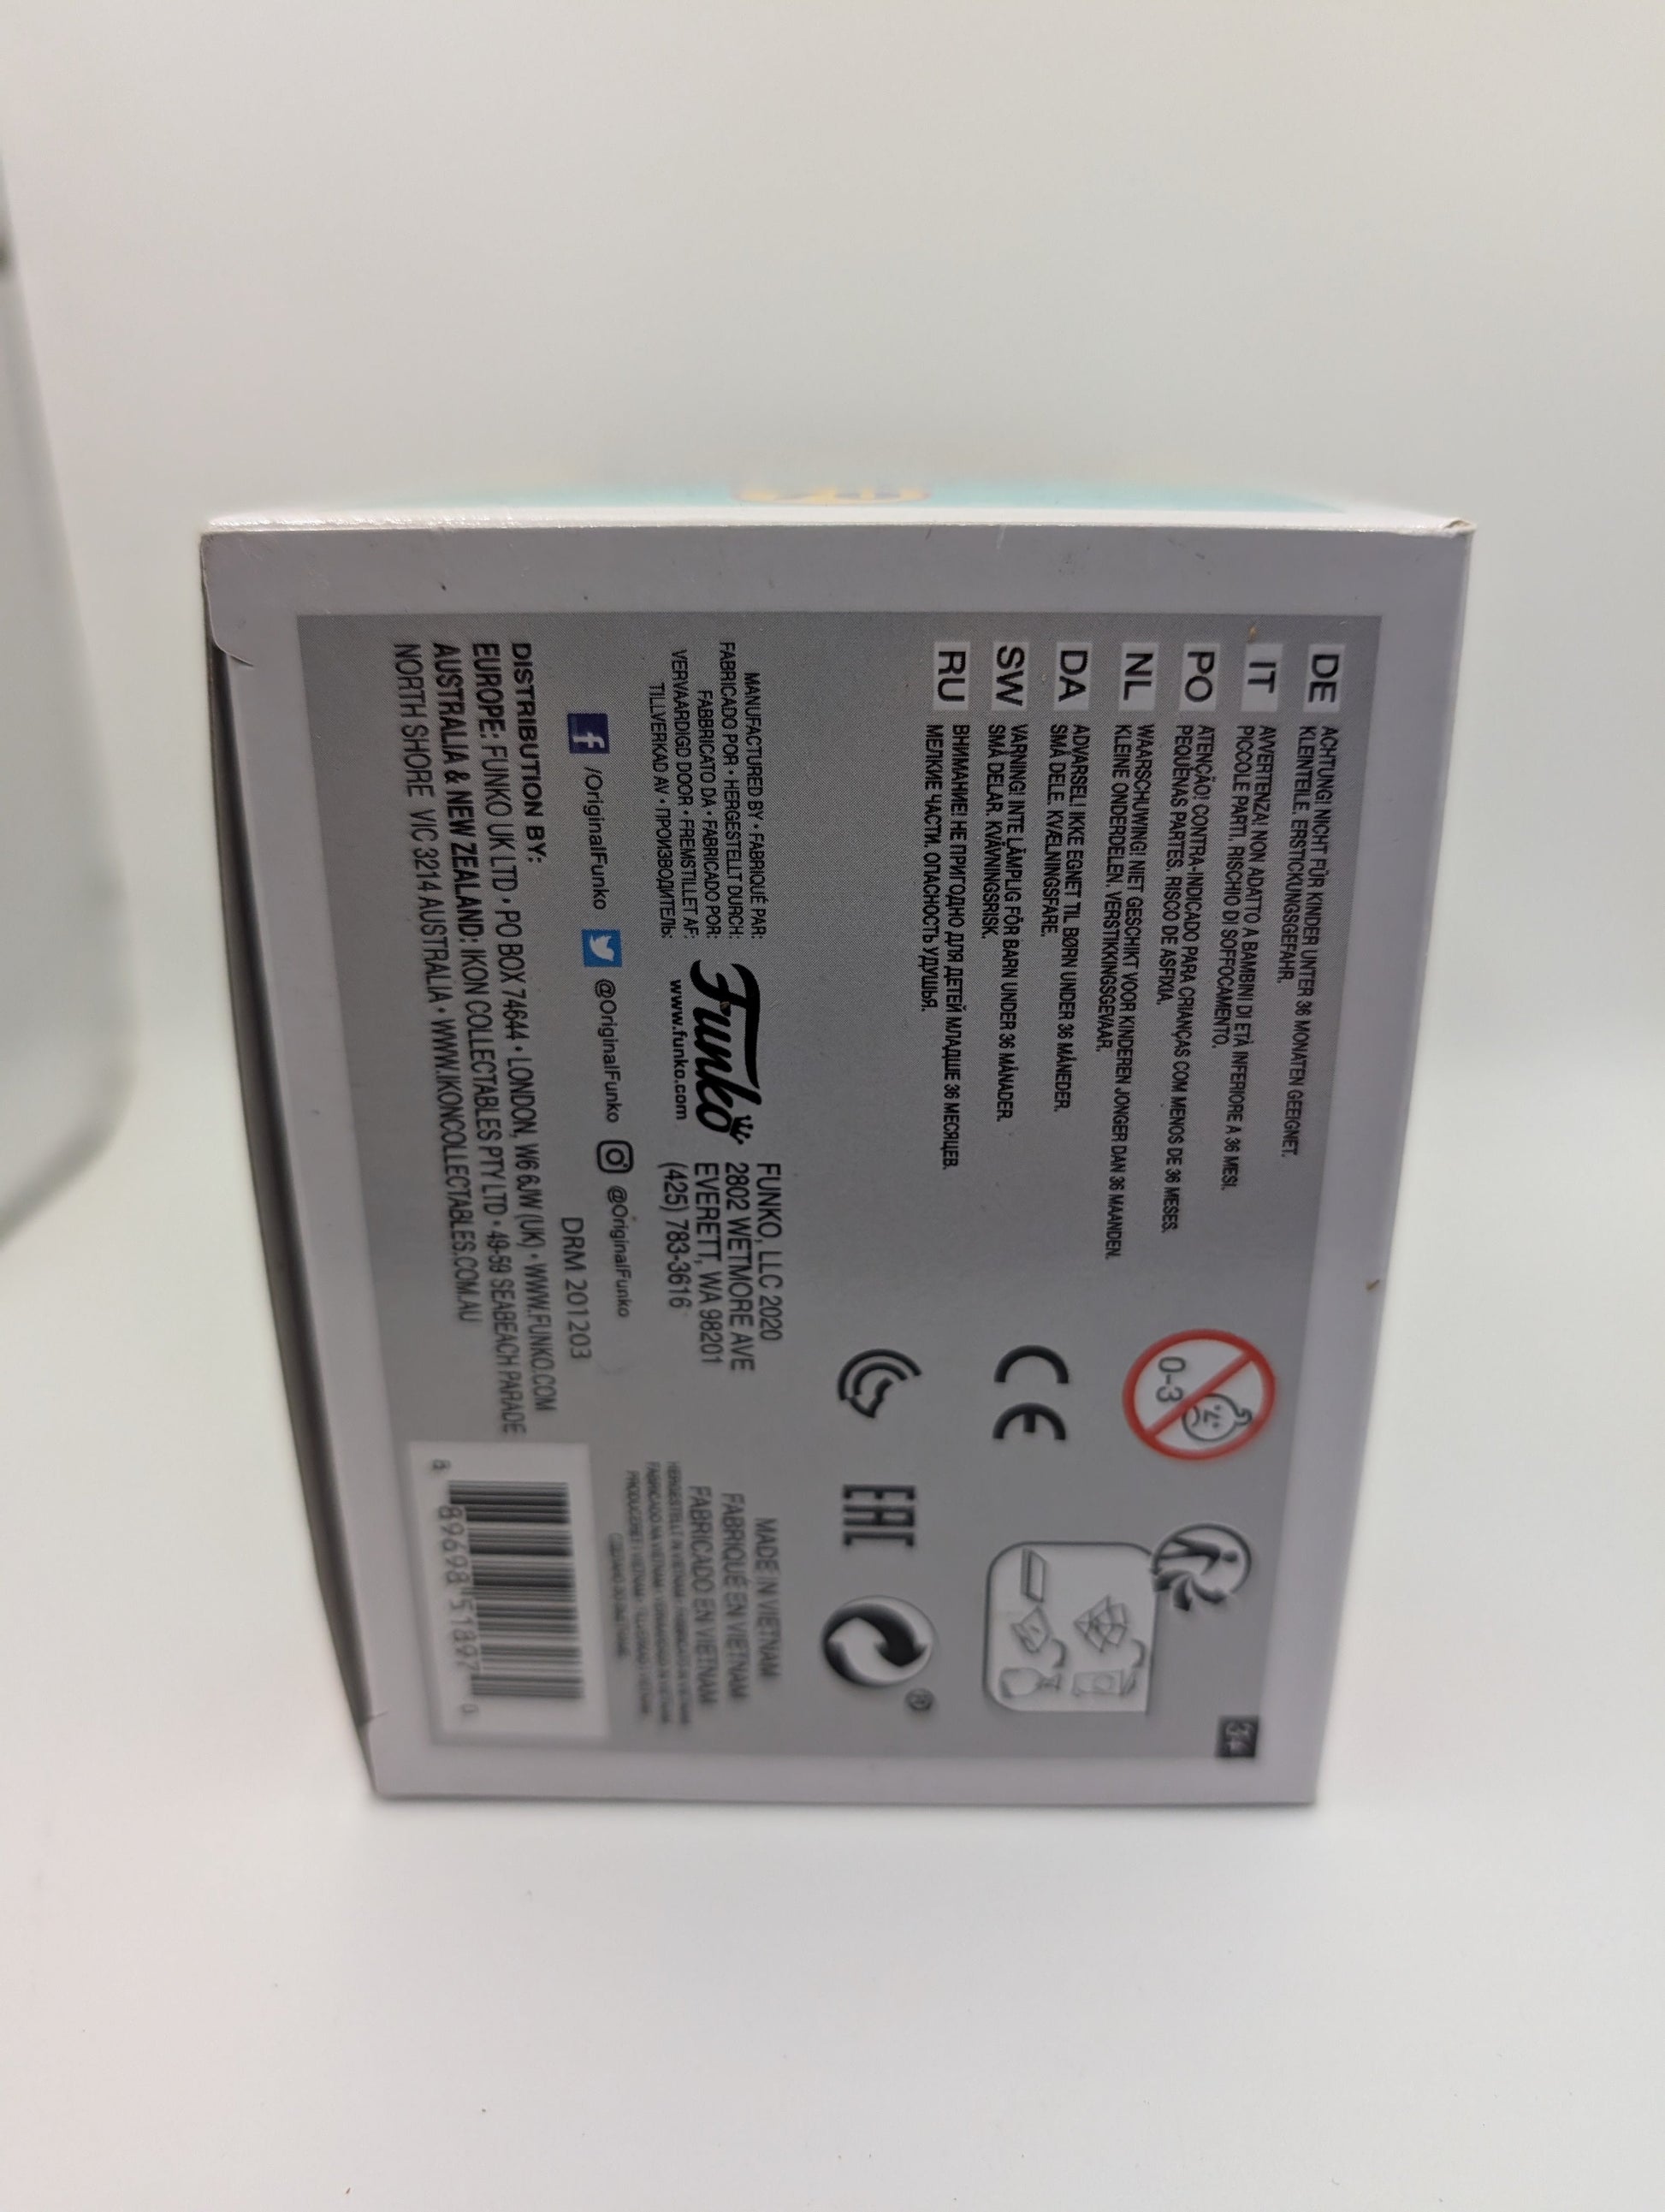 DE ACHTUNG! NICHT FÜR KINDER UNTER 36 MONATEN GEEIGNET.
KLEINTEILE. ERSTICKUNGSGEFAHR.
IT AVVERTENZA! NON ADATTO A BAMBINI DI ETÀ INFERIORE A 36 MESI.
PICCOLE PARTI. RISCHIO DI SOFFOCAMENTO.
PO ATENÇÃO! CONTRA-INDICADO PARA CRIANÇAS COM MENOS DE 36 MESES.
PEQUENAS PARTES. RISCO DE ASFIXIA.
NL WAARSCHUWING! NIET GESCHIKT VOOR KINDEREN JONGER DAN 36 MAANDEN.
KLEINE ONDERDELEN. VERSTIKKINGSGEVAAR.
DA ADVARSEL! IKKE EGNET TIL BØRN UNDER 36 MÅNEDER.
SMÅ DELE. KVÆLNINGSFARE.
SW VARNING! INTE LÄMPLIG FÖR BARN UNDER 36 MÅNADER.
SMÅ DELAR. KVÄVNINGSRISK.
RU ВНИМАНИЕ! НЕ ПРИГОДНО ДЛЯ ДЕТЕЙ МЛАДШЕ 36 МЕСЯЦЕВ.
МЕЛКИЕ ЧАСТИ. ОПАСНОСТЬ УДУШЬЯ.
0-3
CE
EAC
®
MANUFACTURED BY • FABRIQUÉ PAR:
FABRICADO POR • HERGESTELLT DURCH:
FABBRICATO DA • FABRICADO POR:
VERVAARDIGD DOOR • FREMSTILLET AF:
TILLVERKAD AV • ПРОИЗВОДИТЕЛЬ:
Funko
www.funko.com
FUNKO, LLC 2020
2802 WETMORE AVE
EVERETT, WA 98201
(425) 783-3616
MADE IN VIETNAM
FABRIQUÉ EN VIETNAM
FABRICADO EN VIETNAM
/OriginalFunko @OriginalFunko @OriginalFunko
DRM 201203
DISTRIBUTION BY:
EUROPE: FUNKO UK LTD • PO BOX 74644 • LONDON, W6 6JW (UK) • WWW.FUNKO.COM
AUSTRALIA & NEW ZEALAND: IKON COLLECTABLES PTY LTD • 49-59 SEABEACH PARADE
NORTH SHORE VIC 3214 AUSTRALIA • WWW.IKONCOLLECTABLES.COM.AU
8 89698 51897 0